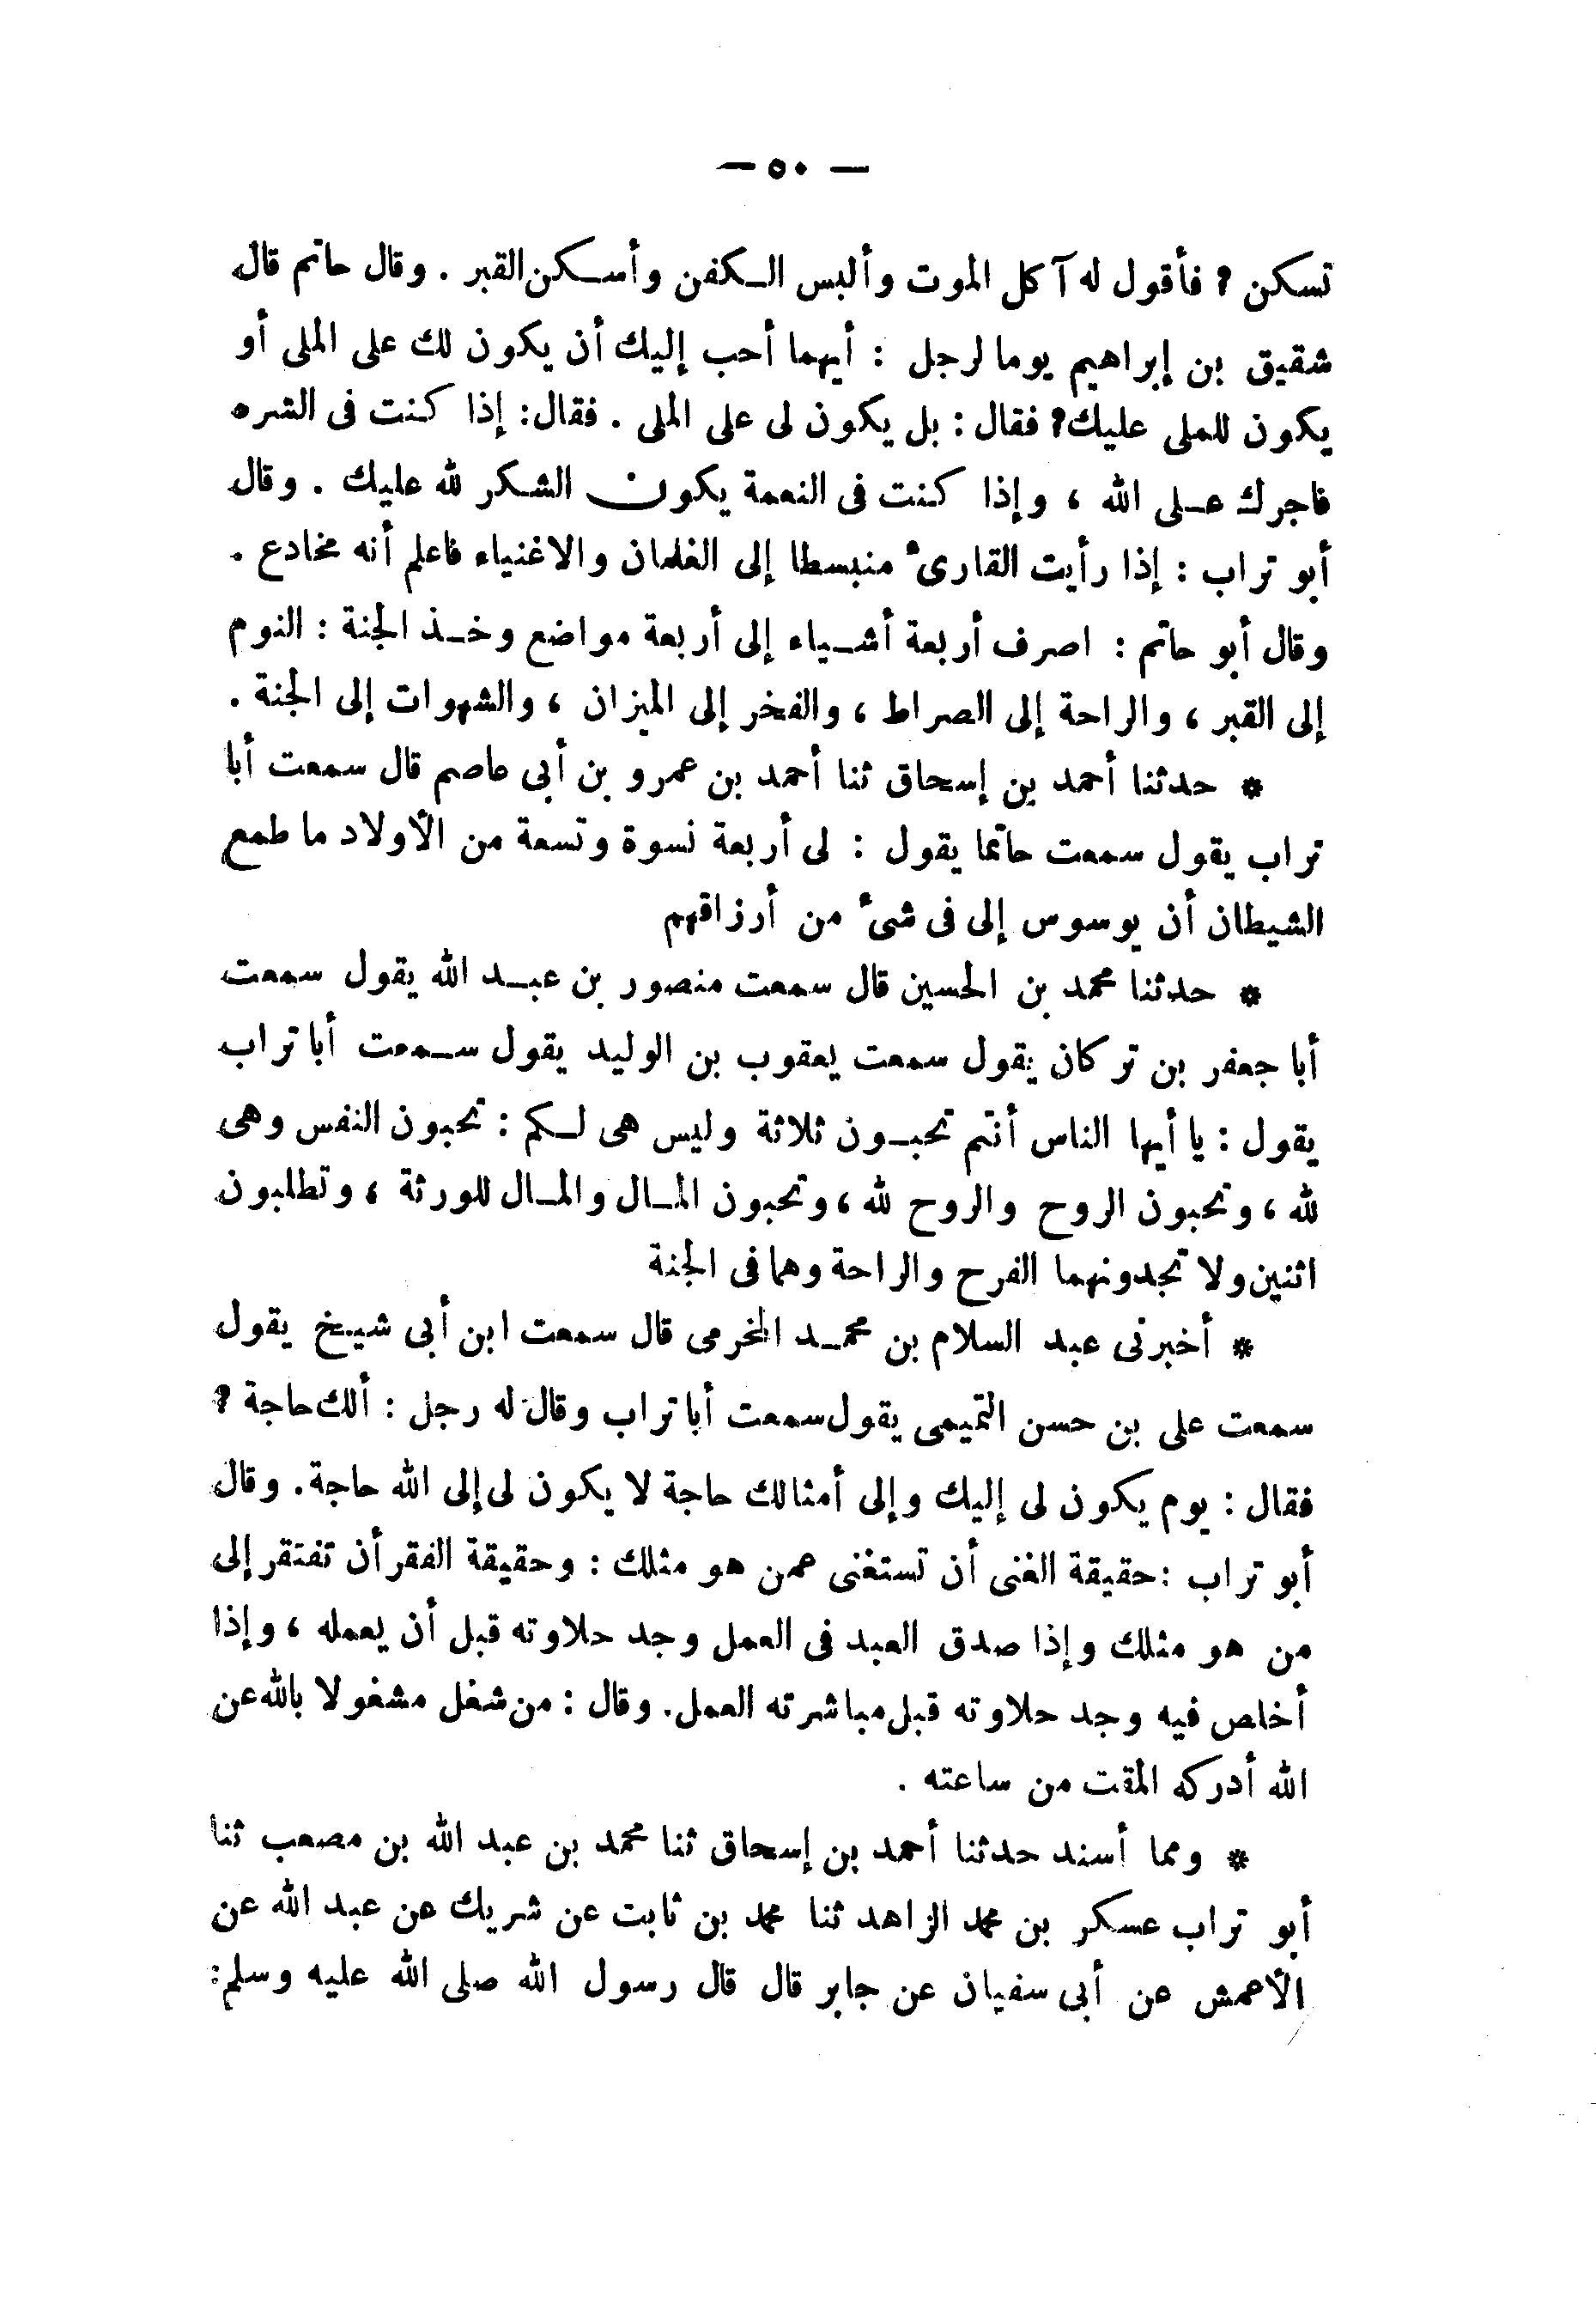 — ٥٠ —
تسكن ؟ فأقول له آكل الموت وألبس الكفن وأسكن القبر . وقال حاتم قال
شقيق بن إبراهيم يوما لرجل : أيهما أحب إليك أن يكون لك على الملى أو
يكون للملى عليك؟ فقال : بل يكون لى على الملى . فقال : إذا كنت فى الشره
فاجرك على الله ، وإذا كنت فى النعمة يكون الشكر لله عليك . وقال
أبو تراب : إذا رأيت القارىء منبسطا إلى الغلمان والاغنياء فاعلم أنه مخادع .
وقال أبو حاتم : اصرف أربعة أشياء إلى أربعة مواضع وخذ الجنة : النوم
إلى القبر ، والراحة إلى الصراط ، والفخر إلى الميزان ، والشهوات إلى الجنة .
* حدثنا أحمد بن إسحاق ثنا أحمد بن عمرو بن أبى عاصم قال سمعت أبا
تراب يقول سمعت حاتما يقول : لى أربعة نسوة وتسعة من الأولاد ما طمع
الشيطان أن يوسوس إلى فى شىء من أرزاقهم
* حدثنا محمد بن الحسين قال سمعت منصور بن عبد الله يقول سمعت
أبا جعفر بن تركان يقول سمعت يعقوب بن الوليد يقول سمعت أبا تراب
يقول : يا أيها الناس أنتم تحبون ثلاثة وليس هى لكم : تحبون النفس وهى
لله ، وتحبون الروح والروح لله ، وتحبون المال والمال للورثة ، وتطلبون
اثنين ولا تجدونهما الفرح والراحة وهما فى الجنة
* أخبرنى عبد السلام بن محمد المخرمى قال سمعت ابن أبى شيخ يقول
سمعت على بن حسن التميمى يقول سمعت أبا تراب وقال له رجل : ألك حاجة ؟
فقال : يوم يكون لى إليك وإلى أمثالك حاجة لا يكون لى إلى الله حاجة . وقال
أبو تراب : حقيقة الغنى أن تستغنى عمن هو مثلك : وحقيقة الفقر أن تفتقر إلى
من هو مثلك وإذا صدق العبد فى العمل وجد حلاوته قبل أن يعمله ، وإذا
أخلص فيه وجد حلاوته قبل مباشرته العمل . وقال : من شغل مشغولا بالله عن
الله أدركه المقت من ساعته .
* ومما أسند حدثنا أحمد بن إسحاق ثنا محمد بن عبد الله بن مصعب ثنا
أبو تراب عسكر بن محمد الزاهد ثنا محمد بن ثابت عن شريك عن عبد الله عن
الأعمش عن أبى سفيان عن جابر قال قال رسول الله صلى الله عليه وسلم :